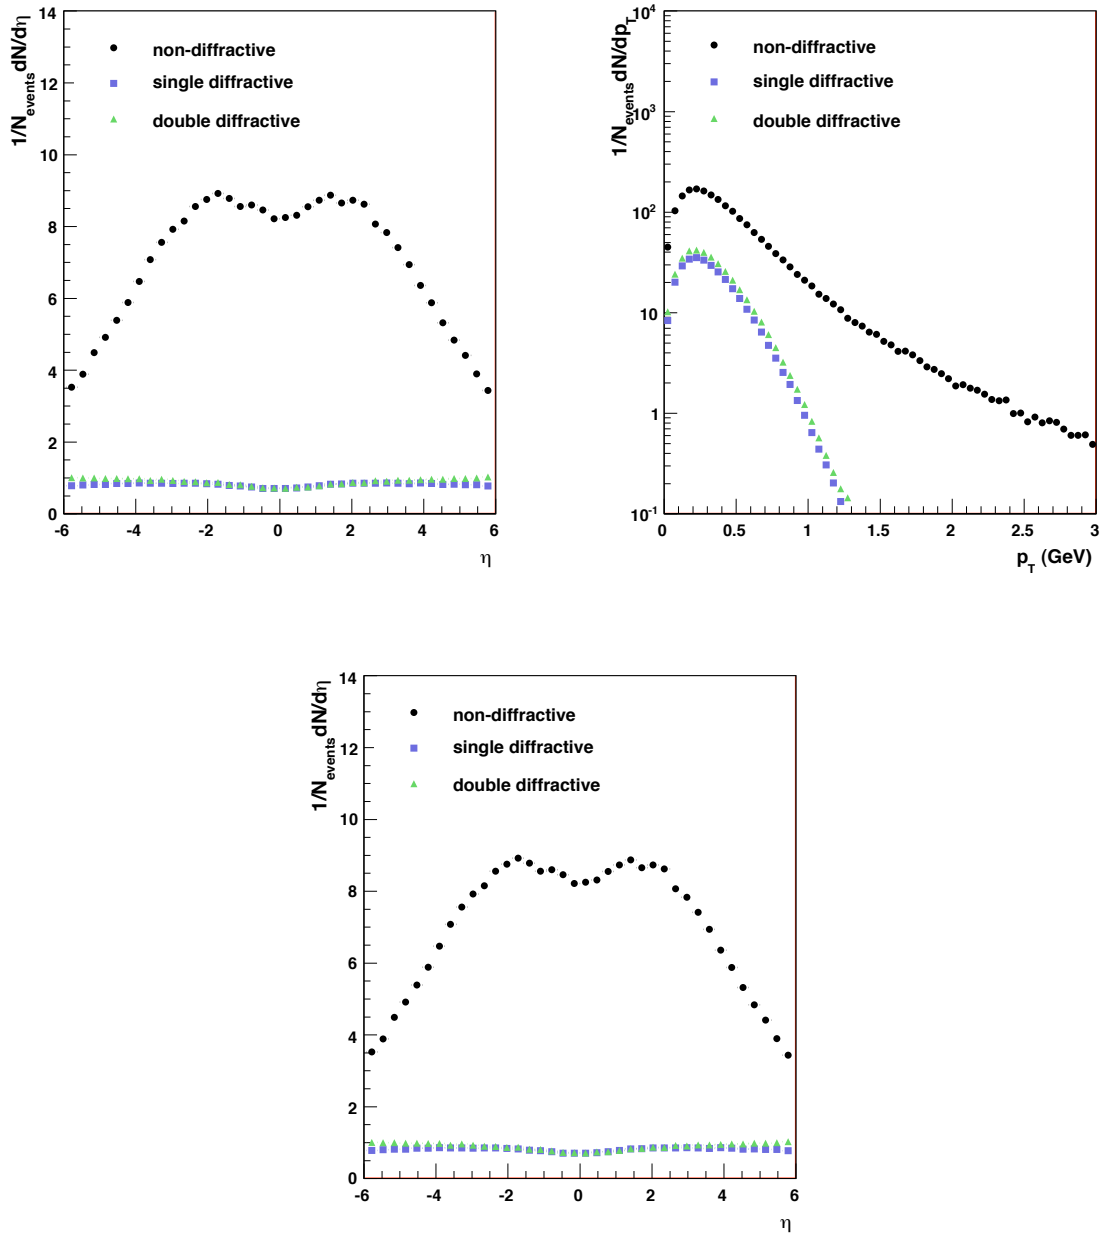 1/N_events dN/dη
14
12
10
8
6
4
2
0
non-diffractive
single diffractive
double diffractive
-6 -4 -2 0 2 4 6
η
1/N_events dN/dp_T
10^4
10^3
10^2
10
1
10^-1
non-diffractive
single diffractive
double diffractive
0 0.5 1 1.5 2 2.5 3
p_T (GeV)
1/N_events dN/dη
14
12
10
8
6
4
2
0
non-diffractive
single diffractive
double diffractive
-6 -4 -2 0 2 4 6
η